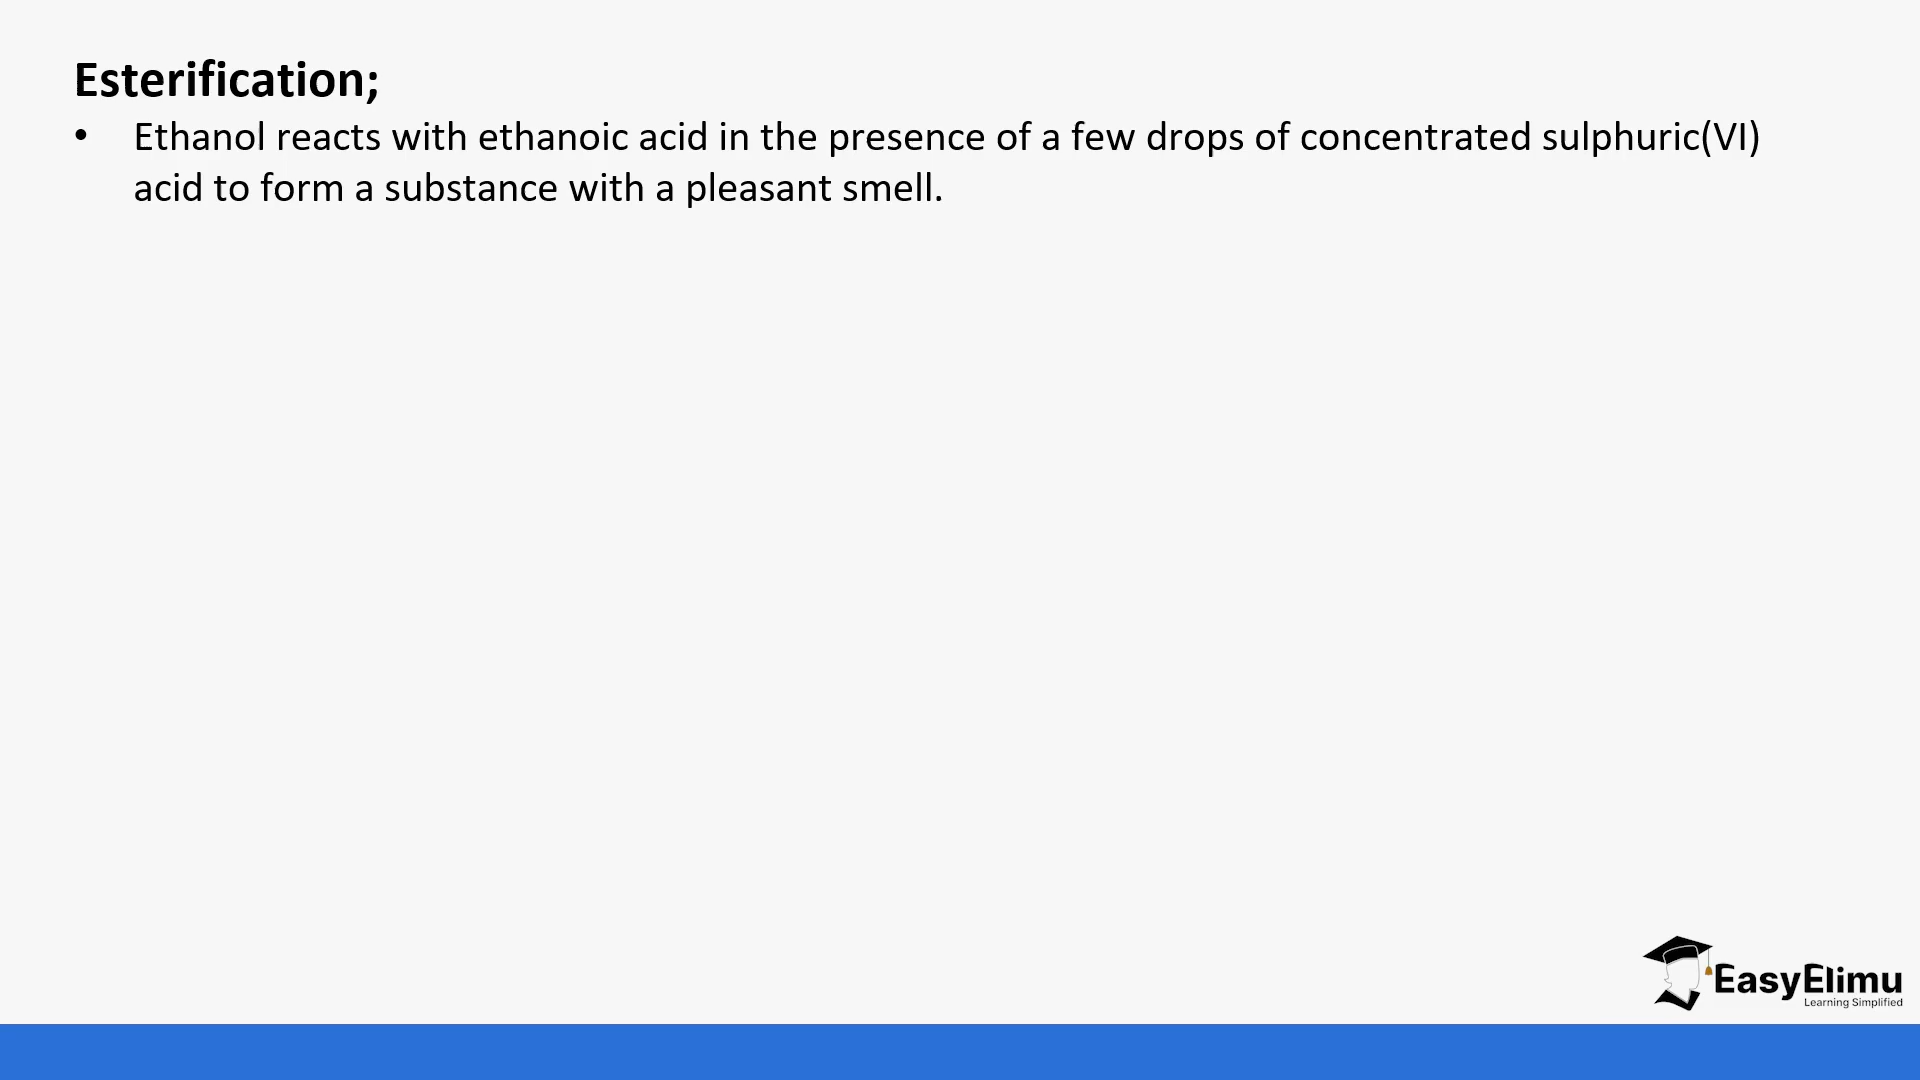 Esterification;
• Ethanol reacts with ethanoic acid in the presence of a few drops of concentrated sulphuric(VI)
acid to form a substance with a pleasant smell.
EasyElimu
Learning Simplified